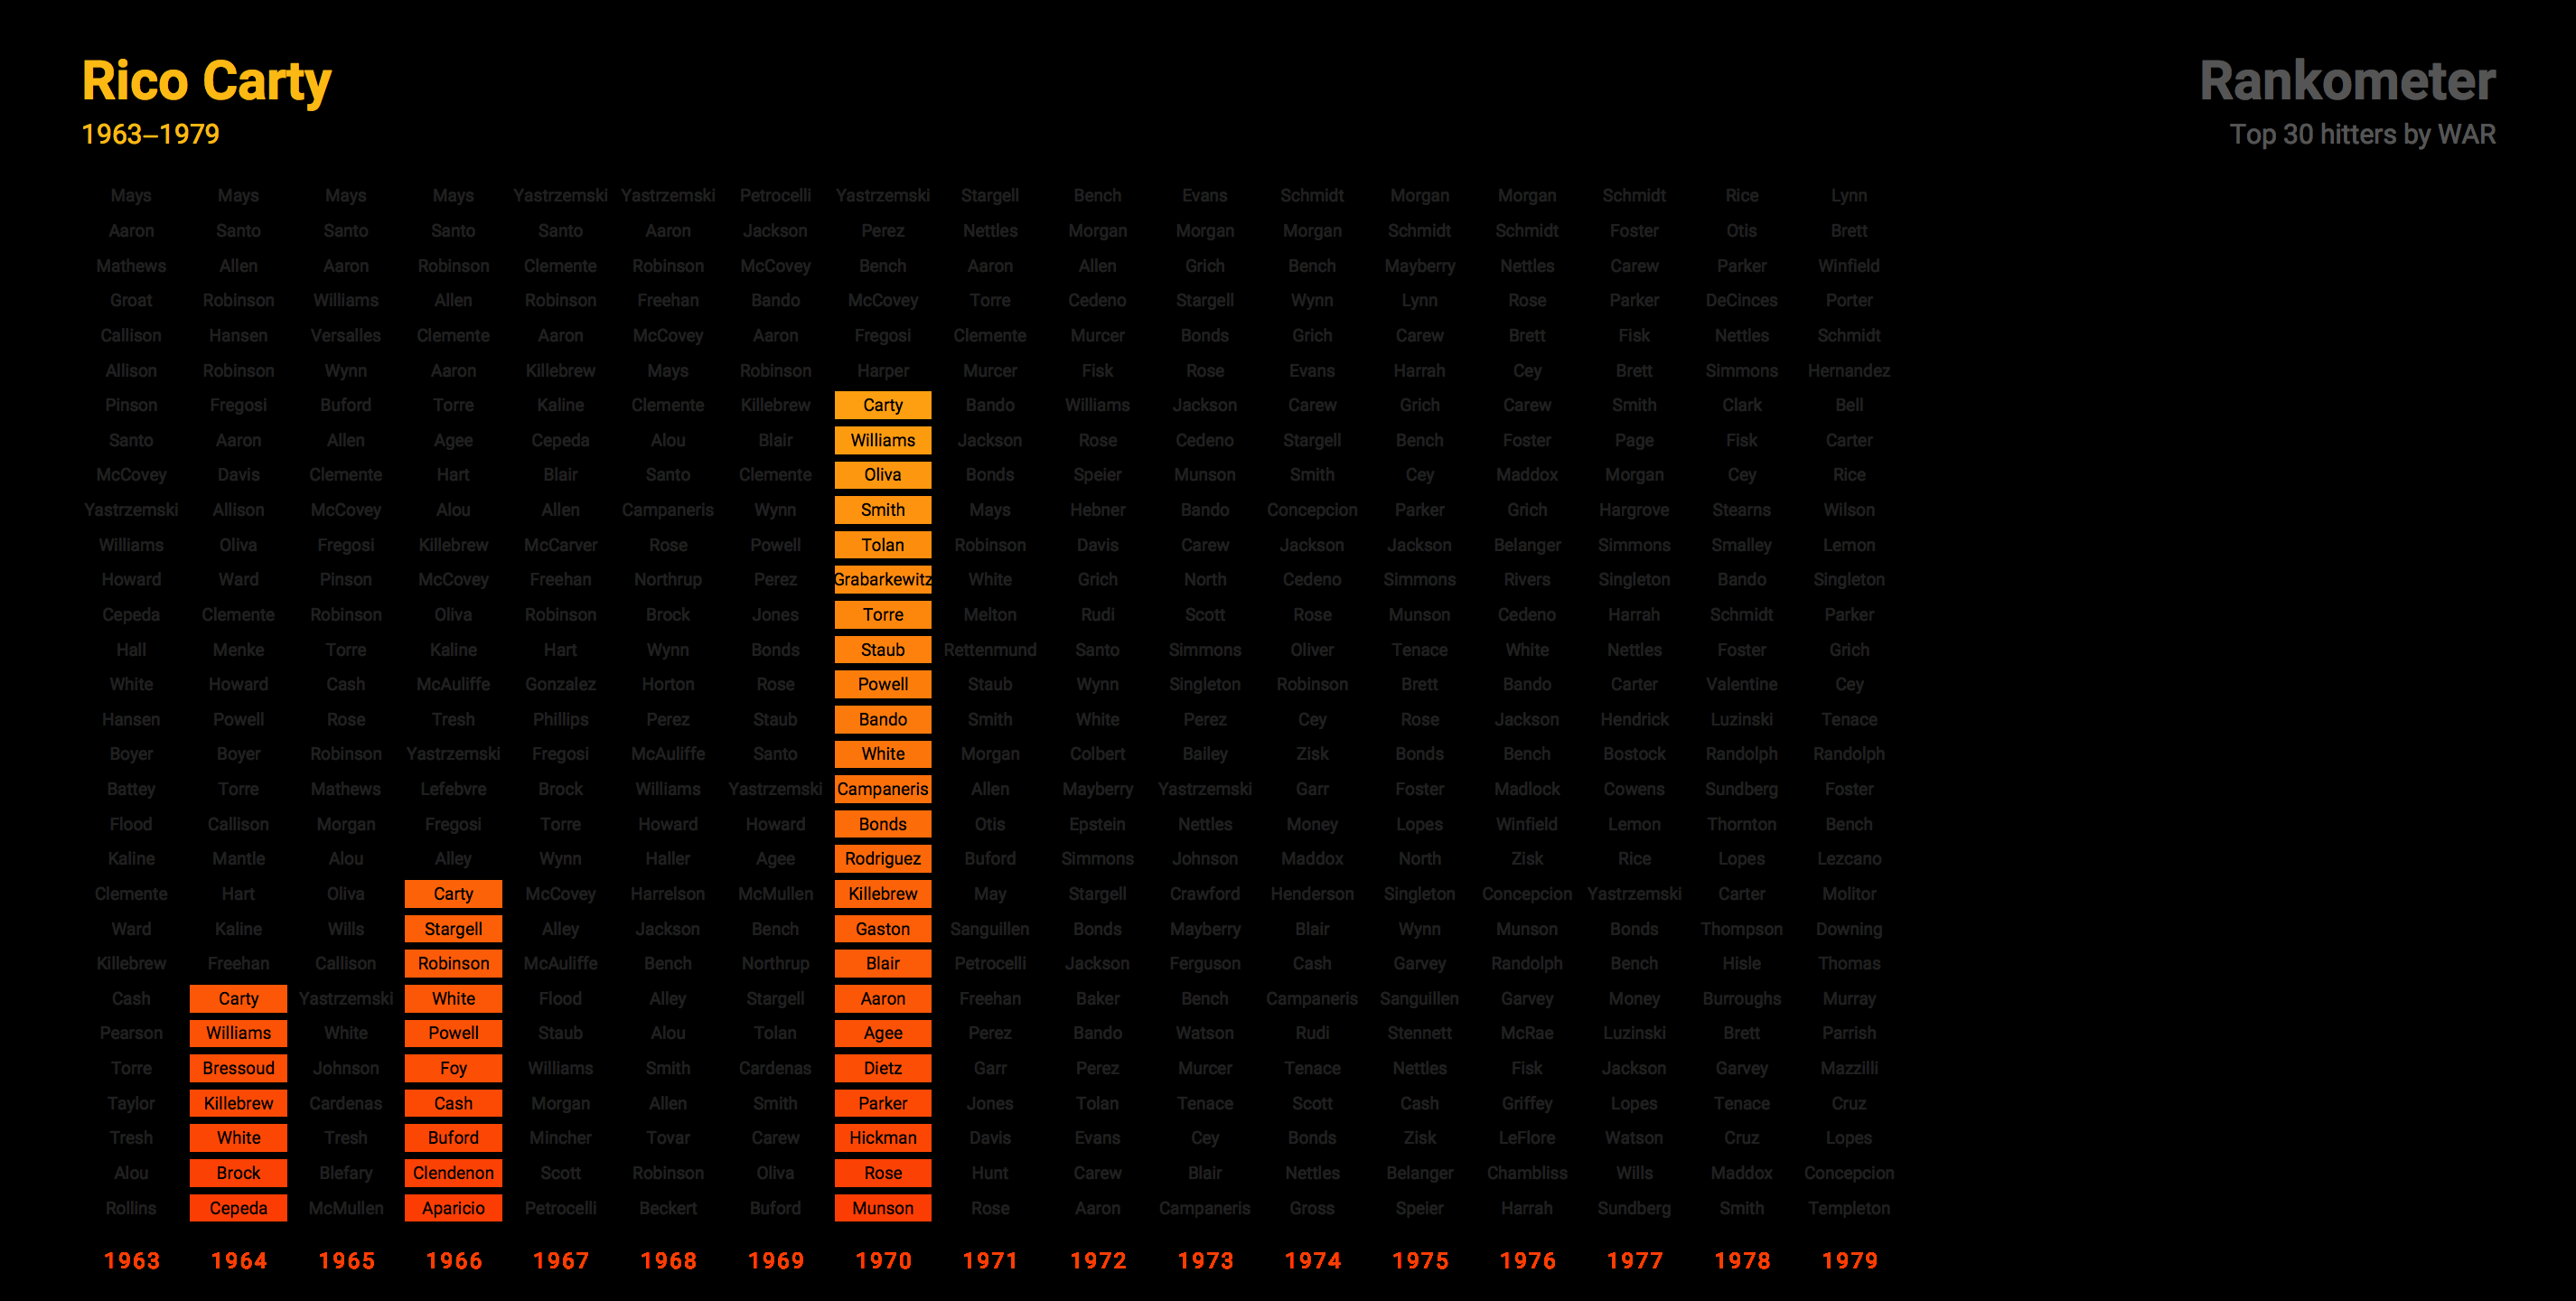 Rico Carty Rankometer
1963–1979 Top 30 hitters by WAR
Mays Mays Mays Mays Yastrzemski Yastrzemski Petrocelli Yastrzemski Stargell Bench Evans Schmidt Morgan Morgan Schmidt Rice Lynn
Aaron Santo Santo Santo Santo Aaron Jackson Perez Nettles Morgan Morgan Morgan Schmidt Schmidt Foster Otis Brett
Mathews Allen Aaron Robinson Clemente Robinson McCovey Bench Aaron Allen Grich Bench Mayberry Nettles Carew Parker Winfield
Groat Robinson Williams Allen Robinson Freehan Bando McCovey Torre Cedeno Stargell Wynn Lynn Rose Parker DeCinces Porter
Callison Hansen Versalles Clemente Aaron McCovey Aaron Fregosi Clemente Murcer Bonds Grich Carew Brett Fisk Nettles Schmidt
Allison Robinson Wynn Aaron Killebrew Mays Robinson Harper Murcer Fisk Rose Evans Harrah Cey Brett Simmons Hernandez
Pinson Fregosi Buford Torre Kaline Clemente Killebrew Carty Bando Williams Jackson Carew Grich Carew Smith Clark Bell
Santo Aaron Allen Agee Cepeda Alou Blair Williams Jackson Rose Cedeno Stargell Bench Foster Page Fisk Carter
McCovey Davis Clemente Hart Blair Santo Clemente Oliva Bonds Speier Munson Smith Cey Maddox Morgan Cey Rice
Yastrzemski Allison McCovey Alou Allen Campaneris Wynn Smith Mays Hebner Bando Concepcion Parker Grich Hargrove Stearns Wilson
Williams Oliva Fregosi Killebrew McCarver Rose Powell Tolan Robinson Davis Carew Jackson Jackson Belanger Simmons Smalley Lemon
Howard Ward Pinson McCovey Freehan Northrup Perez Grabarkewitz White Grich North Cedeno Simmons Rivers Singleton Bando Singleton
Cepeda Clemente Robinson Oliva Robinson Brock Jones Torre Melton Rudi Scott Rose Munson Cedeno Harrah Schmidt Parker
Hall Menke Torre Kaline Hart Wynn Bonds Staub Rettenmund Santo Simmons Oliver Tenace White Nettles Foster Grich
White Howard Cash McAuliffe Gonzalez Horton Rose Powell Staub Wynn Singleton Robinson Brett Bando Carter Valentine Cey
Hansen Powell Rose Tresh Phillips Perez Staub Bando Smith White Perez Cey Rose Jackson Hendrick Luzinski Tenace
Boyer Boyer Robinson Yastrzemski Fregosi McAuliffe Santo White Morgan Colbert Bailey Zisk Bonds Bench Bostock Randolph Randolph
Battey Torre Mathews Lefebvre Brock Williams Yastrzemski Campaneris Allen Mayberry Yastrzemski Garr Foster Madlock Cowens Sundberg Foster
Flood Callison Morgan Fregosi Torre Howard Howard Bonds Otis Epstein Nettles Money Lopes Winfield Lemon Thornton Bench
Kaline Mantle Alou Alley Wynn Haller Agee Rodriguez Buford Simmons Johnson Maddox North Zisk Rice Lopes Lezcano
Clemente Hart Oliva Carty McCovey Harrelson McMullen Killebrew May Stargell Crawford Henderson Singleton Concepcion Yastrzemski Carter Molitor
Ward Kaline Wills Stargell Alley Jackson Bench Gaston Sanguillen Bonds Mayberry Blair Wynn Munson Bonds Thompson Downing
Killebrew Freehan Callison Robinson McAuliffe Bench Northrup Blair Petrocelli Jackson Ferguson Cash Garvey Randolph Bench Hisle Thomas
Cash Carty Yastrzemski White Flood Alley Stargell Aaron Freehan Baker Bench Campaneris Sanguillen Garvey Money Burroughs Murray
Pearson Williams White Powell Staub Alou Tolan Agee Perez Bando Watson Rudi Stennett McRae Luzinski Brett Parrish
Torre Bressoud Johnson Foy Williams Smith Cardenas Dietz Garr Perez Murcer Tenace Nettles Fisk Jackson Garvey Mazzilli
Taylor Killebrew Cardenas Cash Morgan Allen Smith Parker Jones Tolan Tenace Scott Cash Griffey Lopes Tenace Cruz
Tresh White Tresh Buford Mincher Tovar Carew Hickman Davis Evans Cey Bonds Zisk LeFlore Watson Cruz Lopes
Alou Brock Blefary Clendenon Scott Robinson Oliva Rose Hunt Carew Blair Nettles Belanger Chambliss Wills Maddox Concepcion
Rollins Cepeda McMullen Aparicio Petrocelli Beckert Buford Munson Rose Aaron Campaneris Gross Speier Harrah Sundberg Smith Templeton
1963 1964 1965 1966 1967 1968 1969 1970 1971 1972 1973 1974 1975 1976 1977 1978 1979